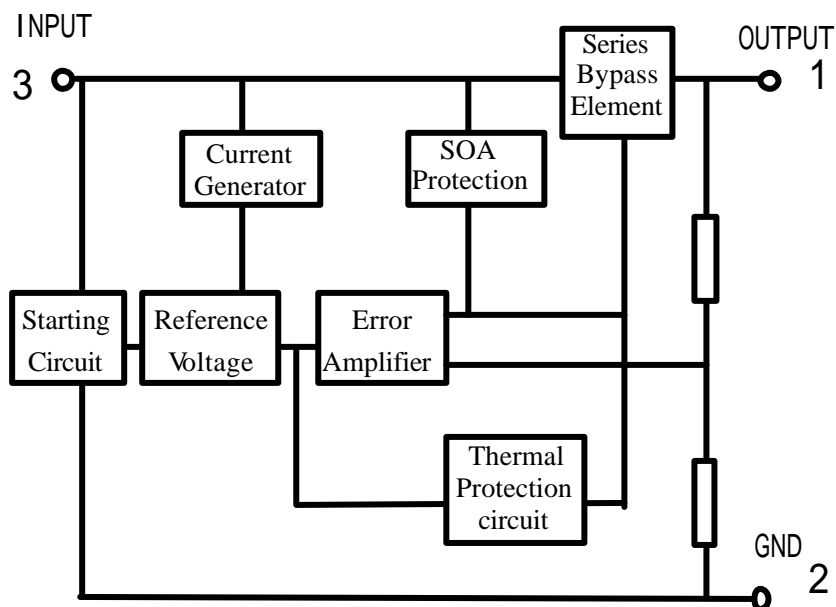 INPUT
3
Series
Bypass
Element
OUTPUT
1
Current
Generator
SOA
Protection
Starting
Circuit
Reference
Voltage
Error
Amplifier
Thermal
Protection
circuit
GND
2